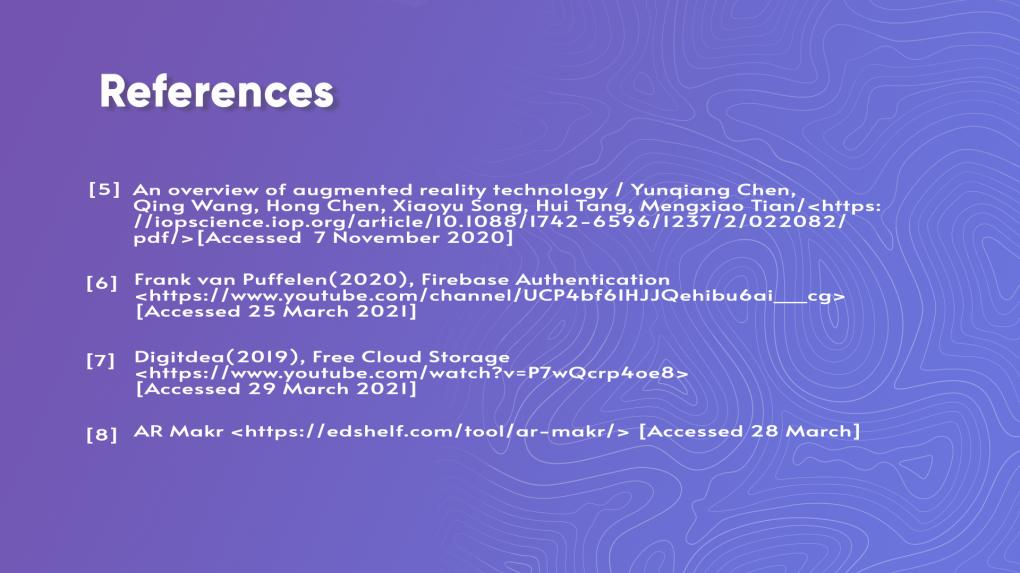 References
[5] An overview of augmented reality technology / Yunqiang Chen,
Qing Wang, Hong Chen, Xiaoyu Song, Hui Tang, Mengxiao Tian/<https:
//iopscience.iop.org/article/10.1088/1742-6596/1237/2/022082/
pdf/>[Accessed 7 November 2020]
[6] Frank van Puffelen(2020), Firebase Authentication
<https://www.youtube.com/channel/UCP4bf6IHJJQehibu6ai__cg>
[Accessed 25 March 2021]
[7] Digitdea(2019), Free Cloud Storage
<https://www.youtube.com/watch?v=P7wQcrp4oe8>
[Accessed 29 March 2021]
[8] AR Makr <https://edshelf.com/tool/ar-makr/> [Accessed 28 March]